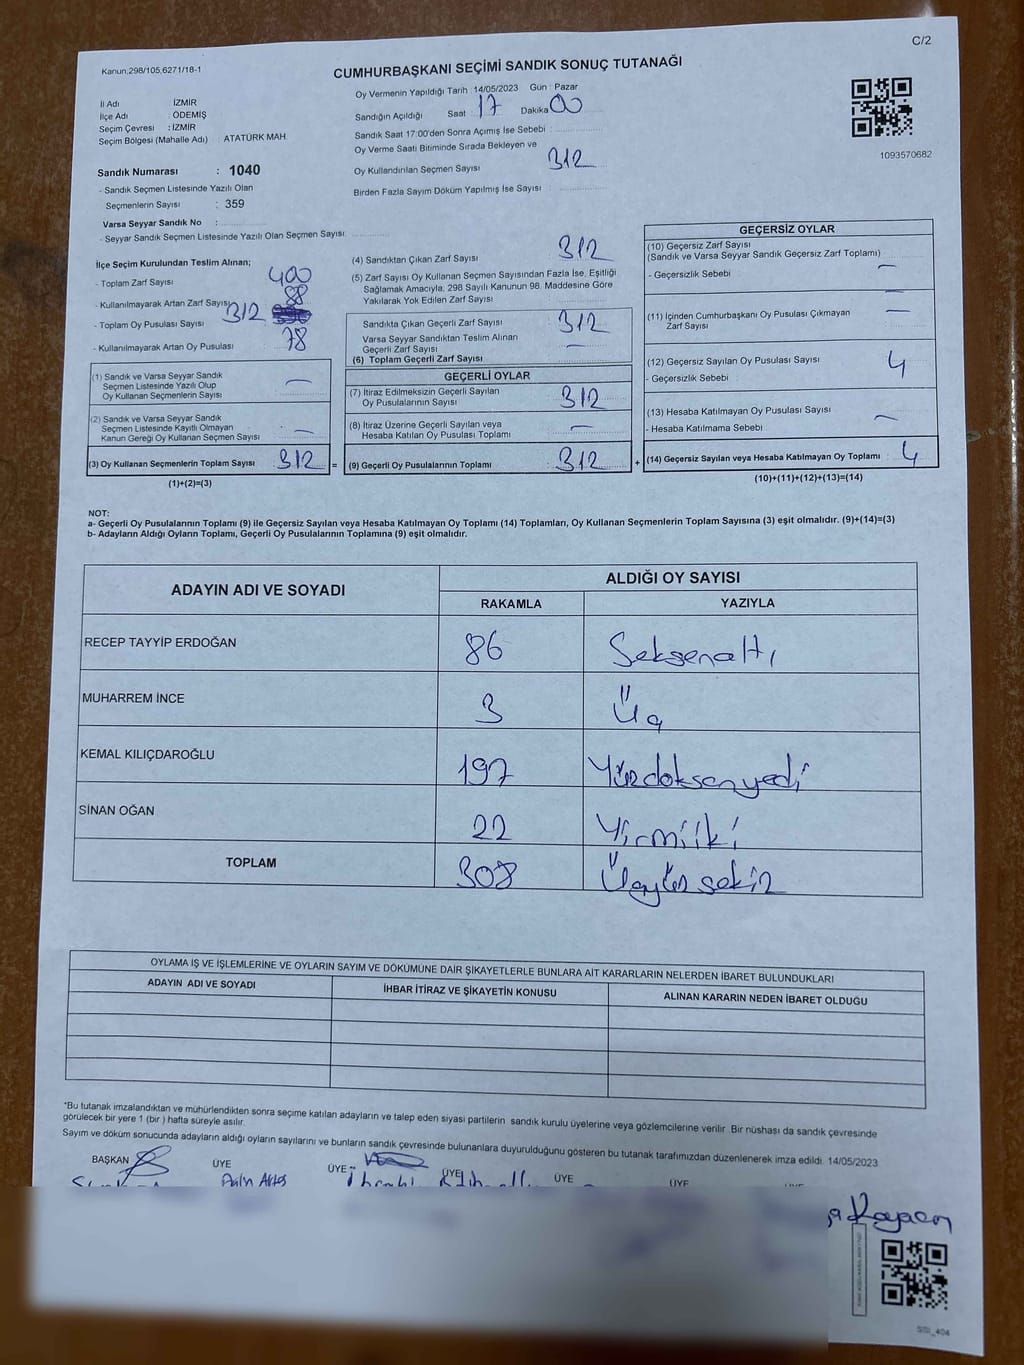 C/2
Kanun,298/105,6271/18-1
CUMHURBAŞKANI SEÇİMİ SANDIK SONUÇ TUTANAĞI
İl Adı İZMİR
İlçe Adı : ÖDEMİŞ
Seçim Çevresi : İZMİR
Seçim Bölgesi (Mahalle Adı) : ATATÜRK MAH.
Sandık Numarası : 1040
- Sandık Seçmen Listesinde Yazılı Olan
Seçmenlerin Sayısı : 359
Varsa Seyyar Sandık No :
- Seyyar Sandık Seçmen Listesinde Yazılı Olan Seçmen Sayısı
Oy Vermenin Yapıldığı Tarih : 14/05/2023 Gün : Pazar
Sandığın Açıldığı Saat : 17 Dakika 00
Sandık Saat 17:00'den Sonra Açımış İse Sebebi :
Oy Verme Saati Bitiminde Sırada Bekleyen ve
Oy Kullandırılan Seçmen Sayısı 312
Birden Fazla Sayım Döküm Yapılmış İse Sayısı :
1093570682
İlçe Seçim Kurulundan Teslim Alınan;
- Toplam Zarf Sayısı 400
- Kullanılmayarak Artan Zarf Sayısı 88
- Toplam Oy Pusulası Sayısı 312
- Kullanılmayarak Artan Oy Pusulası 78
(1) Sandık ve Varsa Seyyar Sandık
Seçmen Listesinde Yazılı Olup
Oy Kullanan Seçmenlerin Sayısı : —
(2) Sandık ve Varsa Seyyar Sandık
Seçmen Listesinde Kayıtlı Olmayan
Kanun Gereği Oy Kullanan Seçmen Sayısı : —
(3) Oy Kullanan Seçmenlerin Toplam Sayısı : 312 =
(1)+(2)=(3)
(4) Sandıktan Çıkan Zarf Sayısı 312
(5) Zarf Sayısı Oy Kullanan Seçmen Sayısından Fazla İse, Eşitliği
Sağlamak Amacıyla, 298 Sayılı Kanunun 98. Maddesine Göre
Yakılarak Yok Edilen Zarf Sayısı
Sandıkta Çıkan Geçerli Zarf Sayısı : 312
Varsa Seyyar Sandıktan Teslim Alınan
Geçerli Zarf Sayısı : —
(6) Toplam Geçerli Zarf Sayısı
GEÇERLİ OYLAR
(7) İtiraz Edilmeksizin Geçerli Sayılan
Oy Pusulalarının Sayısı : 312
(8) İtiraz Üzerine Geçerli Sayılan veya
Hesaba Katılan Oy Pusulası Toplamı : —
(9) Geçerli Oy Pusulalarının Toplamı : 312 +
GEÇERSİZ OYLAR
(10) Geçersiz Zarf Sayısı
(Sandık ve Varsa Seyyar Sandık Geçersiz Zarf Toplamı) —
- Geçersizlik Sebebi
(11) İçinden Cumhurbaşkanı Oy Pusulası Çıkmayan
Zarf Sayısı : —
(12) Geçersiz Sayılan Oy Pusulası Sayısı : 4
- Geçersizlik Sebebi
(13) Hesaba Katılmayan Oy Pusulası Sayısı : —
- Hesaba Katılmama Sebebi
(14) Geçersiz Sayılan veya Hesaba Katılmayan Oy Toplamı : 4
(10)+(11)+(12)+(13)=(14)
NOT:
a- Geçerli Oy Pusulalarının Toplamı (9) ile Geçersiz Sayılan veya Hesaba Katılmayan Oy Toplamı (14) Toplamları, Oy Kullanan Seçmenlerin Toplam Sayısına (3) eşit olmalıdır. (9)+(14)=(3)
b- Adayların Aldığı Oyların Toplamı, Geçerli Oy Pusulalarının Toplamına (9) eşit olmalıdır.
ADAYIN ADI VE SOYADI ALDIĞI OY SAYISI
RAKAMLA YAZIYLA
RECEP TAYYİP ERDOĞAN 86 Seksenaltı
MUHARREM İNCE 3 Üç
KEMAL KILIÇDAROĞLU 197 Yüzdoksanyedi
SİNAN OĞAN 22 Yirmiiki
TOPLAM 308 Üçyüz sekiz
OYLAMA İŞ VE İŞLEMLERİNE VE OYLARIN SAYIM VE DÖKÜMÜNE DAİR ŞİKAYETLERLE BUNLARA AİT KARARLARIN NELERDEN İBARET BULUNDUKLARI
ADAYIN ADI VE SOYADI İHBAR İTİRAZ VE ŞİKAYETİN KONUSU ALINAN KARARIN NEDEN İBARET OLDUĞU
*Bu tutanak imzalandıktan ve mühürlendikten sonra seçime katılan adayların ve talep eden siyasi partilerin sandık kurulu üyelerine veya gözlemcilerine verilir. Bir nüshası da sandık çevresinde
görülecek bir yere 1 (bir ) hafta süreyle asılır.
Sayım ve döküm sonucunda adayların aldığı oyların sayılarını ve bunların sandık çevresinde bulunanlara duyurulduğunu gösteren bu tutanak tarafımızdan düzenlenerek imza edildi. 14/05/2023
BAŞKAN ÜYE ÜYE ÜYE ÜYE ÜYE ÜYE
SSI_404